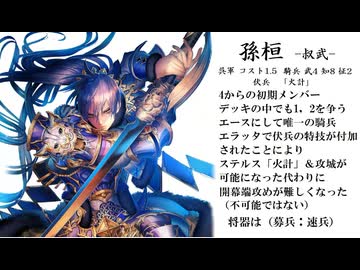 孫桓 -叔武-
呉軍 コスト1.5 騎兵 武4 知8 征2
伏兵 「火計」
4からの初期メンバー
デッキの中でも1、2を争う
エースにして唯一の騎兵
エラッタで伏兵の特技が付加
されたことにより
ステルス「火計」＆攻城が
可能になった代わりに
開幕端攻めが難しくなった
（不可能ではない）
将器は（募兵：速兵）